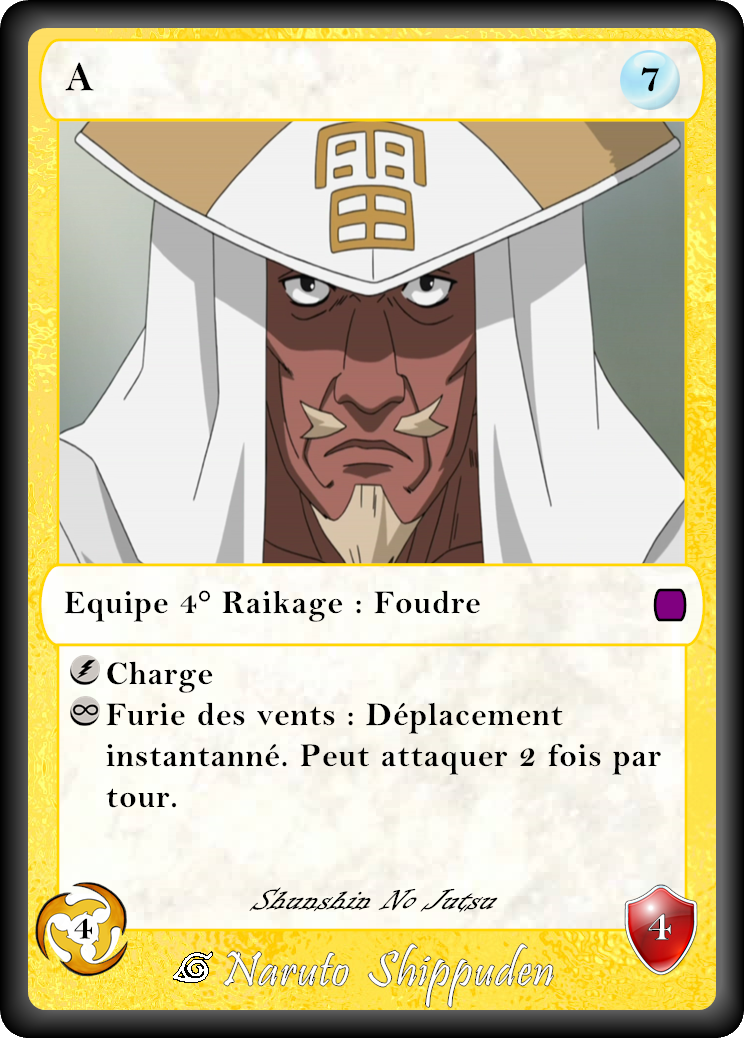 A
7
雷
Equipe 4° Raikage : Foudre
Charge
Furie des vents : Déplacement
instantanné. Peut attaquer 2 fois par
tour.
Shunshin No Jutsu
4
4
Naruto Shippuden